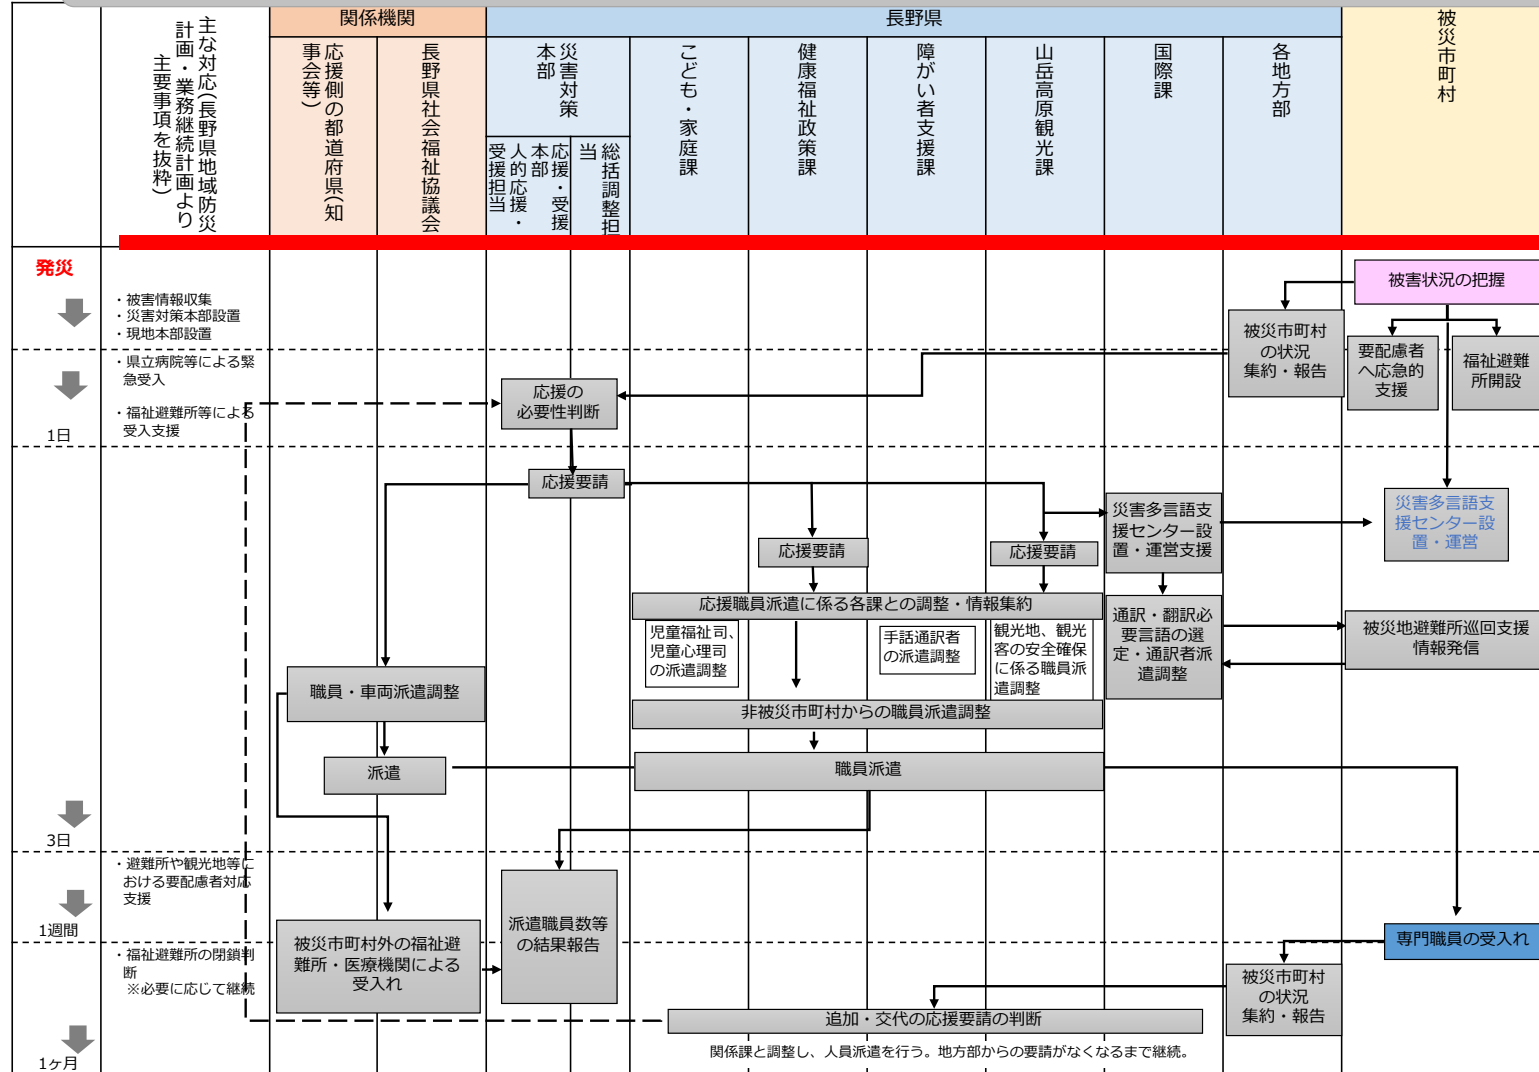 主な対応(長野県地域防災
計画・業務継続計画より
主要事項を抜粋)
関係機関
応援側の都道府県(知
事会等)
長野県社会福祉協議会
長野県
災害対策
本部
応援・受援
本部
人的応援・
受援担当
総括調整担
当
こども・家庭課
健康福祉政策課
障がい者支援課
山岳高原観光課
国際課
各地方部
被災市町村
発災
・被害情報収集
・災害対策本部設置
・現地本部設置
被害状況の把握
被災市町村
の状況
集約・報告
要配慮者
へ応急的
支援
福祉避難
所開設
・県立病院等による緊
急受入
・福祉避難所等による
受入支援
1日
応援の
必要性判断
応援要請
応援要請
応援要請
災害多言語支
援センター設
置・運営支援
災害多言語支
援センター設
置・運営
応援職員派遣に係る各課との調整・情報集約
児童福祉司、
児童心理司
の派遣調整
手話通訳者
の派遣調整
観光地、観光
客の安全確保
に係る職員派
遣調整
通訳・翻訳必
要言語の選
定・通訳者派
遣調整
被災地避難所巡回支援
情報発信
職員・車両派遣調整
非被災市町村からの職員派遣調整
派遣
職員派遣
3日
・避難所や観光地等に
おける要配慮者対応
支援
1週間
派遣職員数等
の結果報告
被災市町村外の福祉避
難所・医療機関による
受入れ
専門職員の受入れ
・福祉避難所の閉鎖判
断
※必要に応じて継続
被災市町村
の状況
集約・報告
追加・交代の応援要請の判断
関係課と調整し、人員派遣を行う。地方部からの要請がなくなるまで継続。
1ヶ月